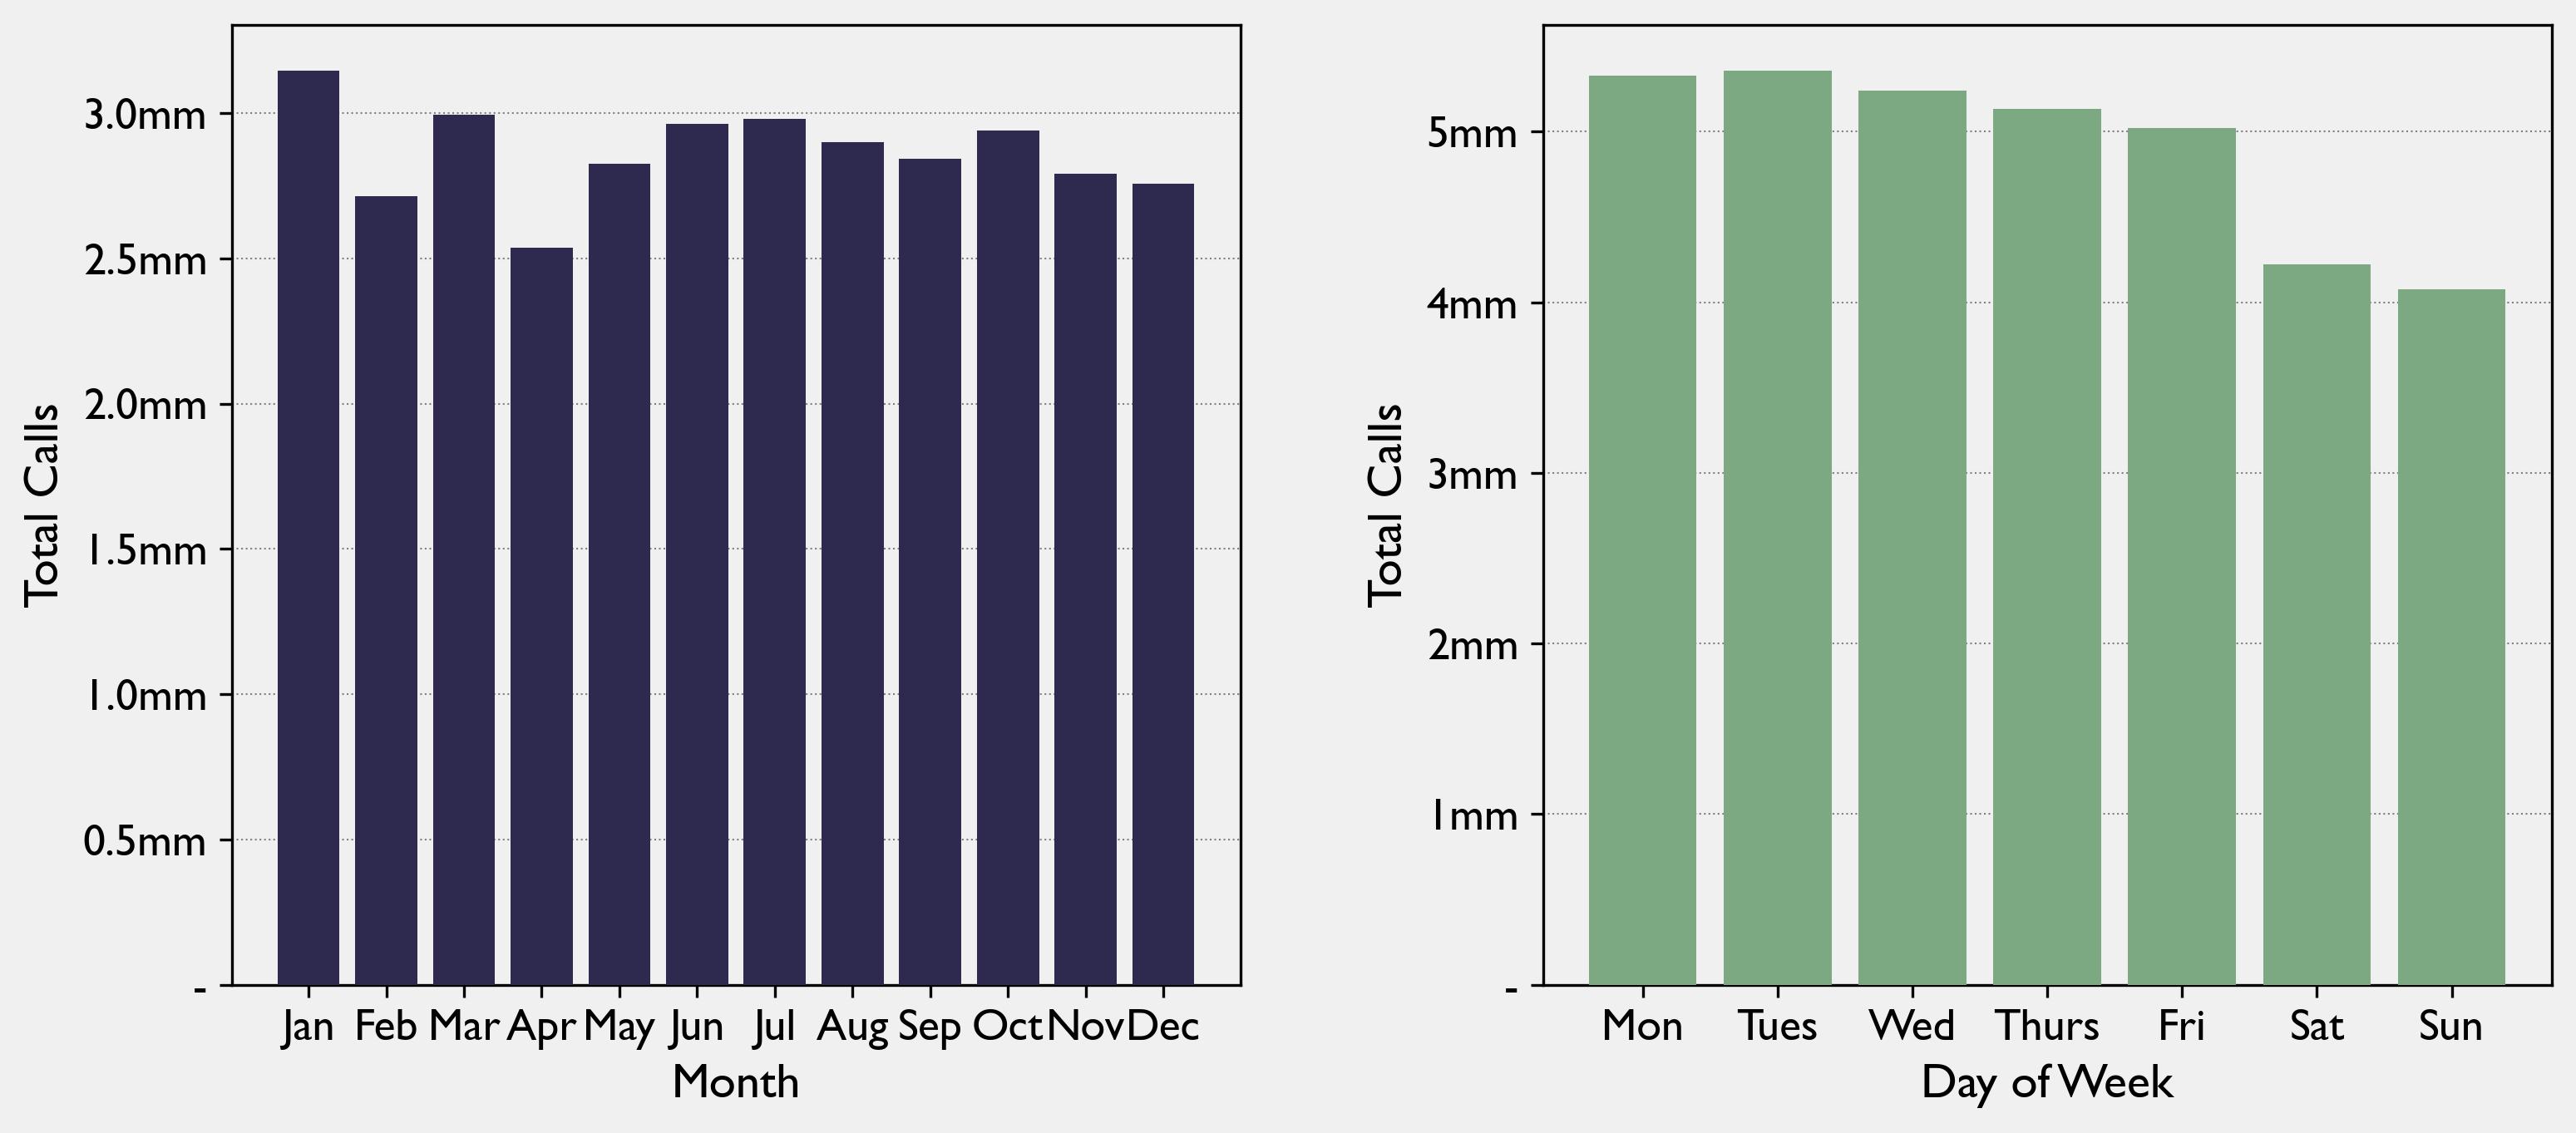 Total Calls
3.0mm
2.5mm
2.0mm
1.5mm
1.0mm
0.5mm
-
Jan Feb Mar Apr May Jun Jul Aug Sep Oct Nov Dec
Month
Total Calls
5mm
4mm
3mm
2mm
1mm
-
Mon Tues Wed Thurs Fri Sat Sun
Day of Week